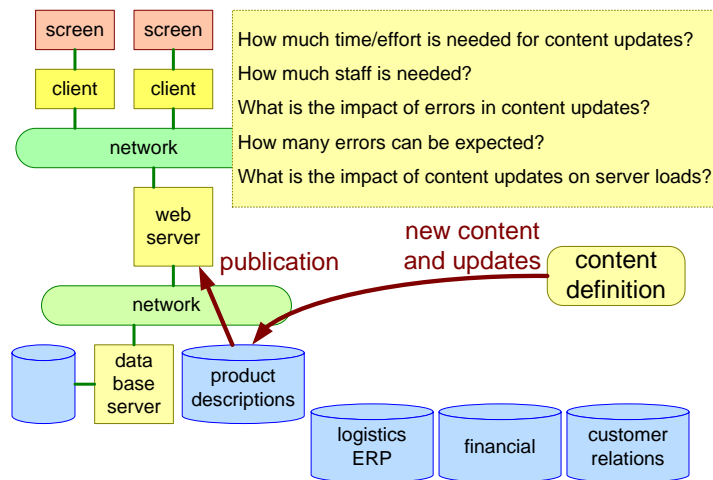 screen
screen
client
client
network
How much time/effort is needed for content updates?
How much staff is needed?
What is the impact of errors in content updates?
How many errors can be expected?
What is the impact of content updates on server loads?
web
server
publication
new content
and updates
content
definition
network
data
base
server
product
descriptions
logistics
ERP
financial
customer
relations